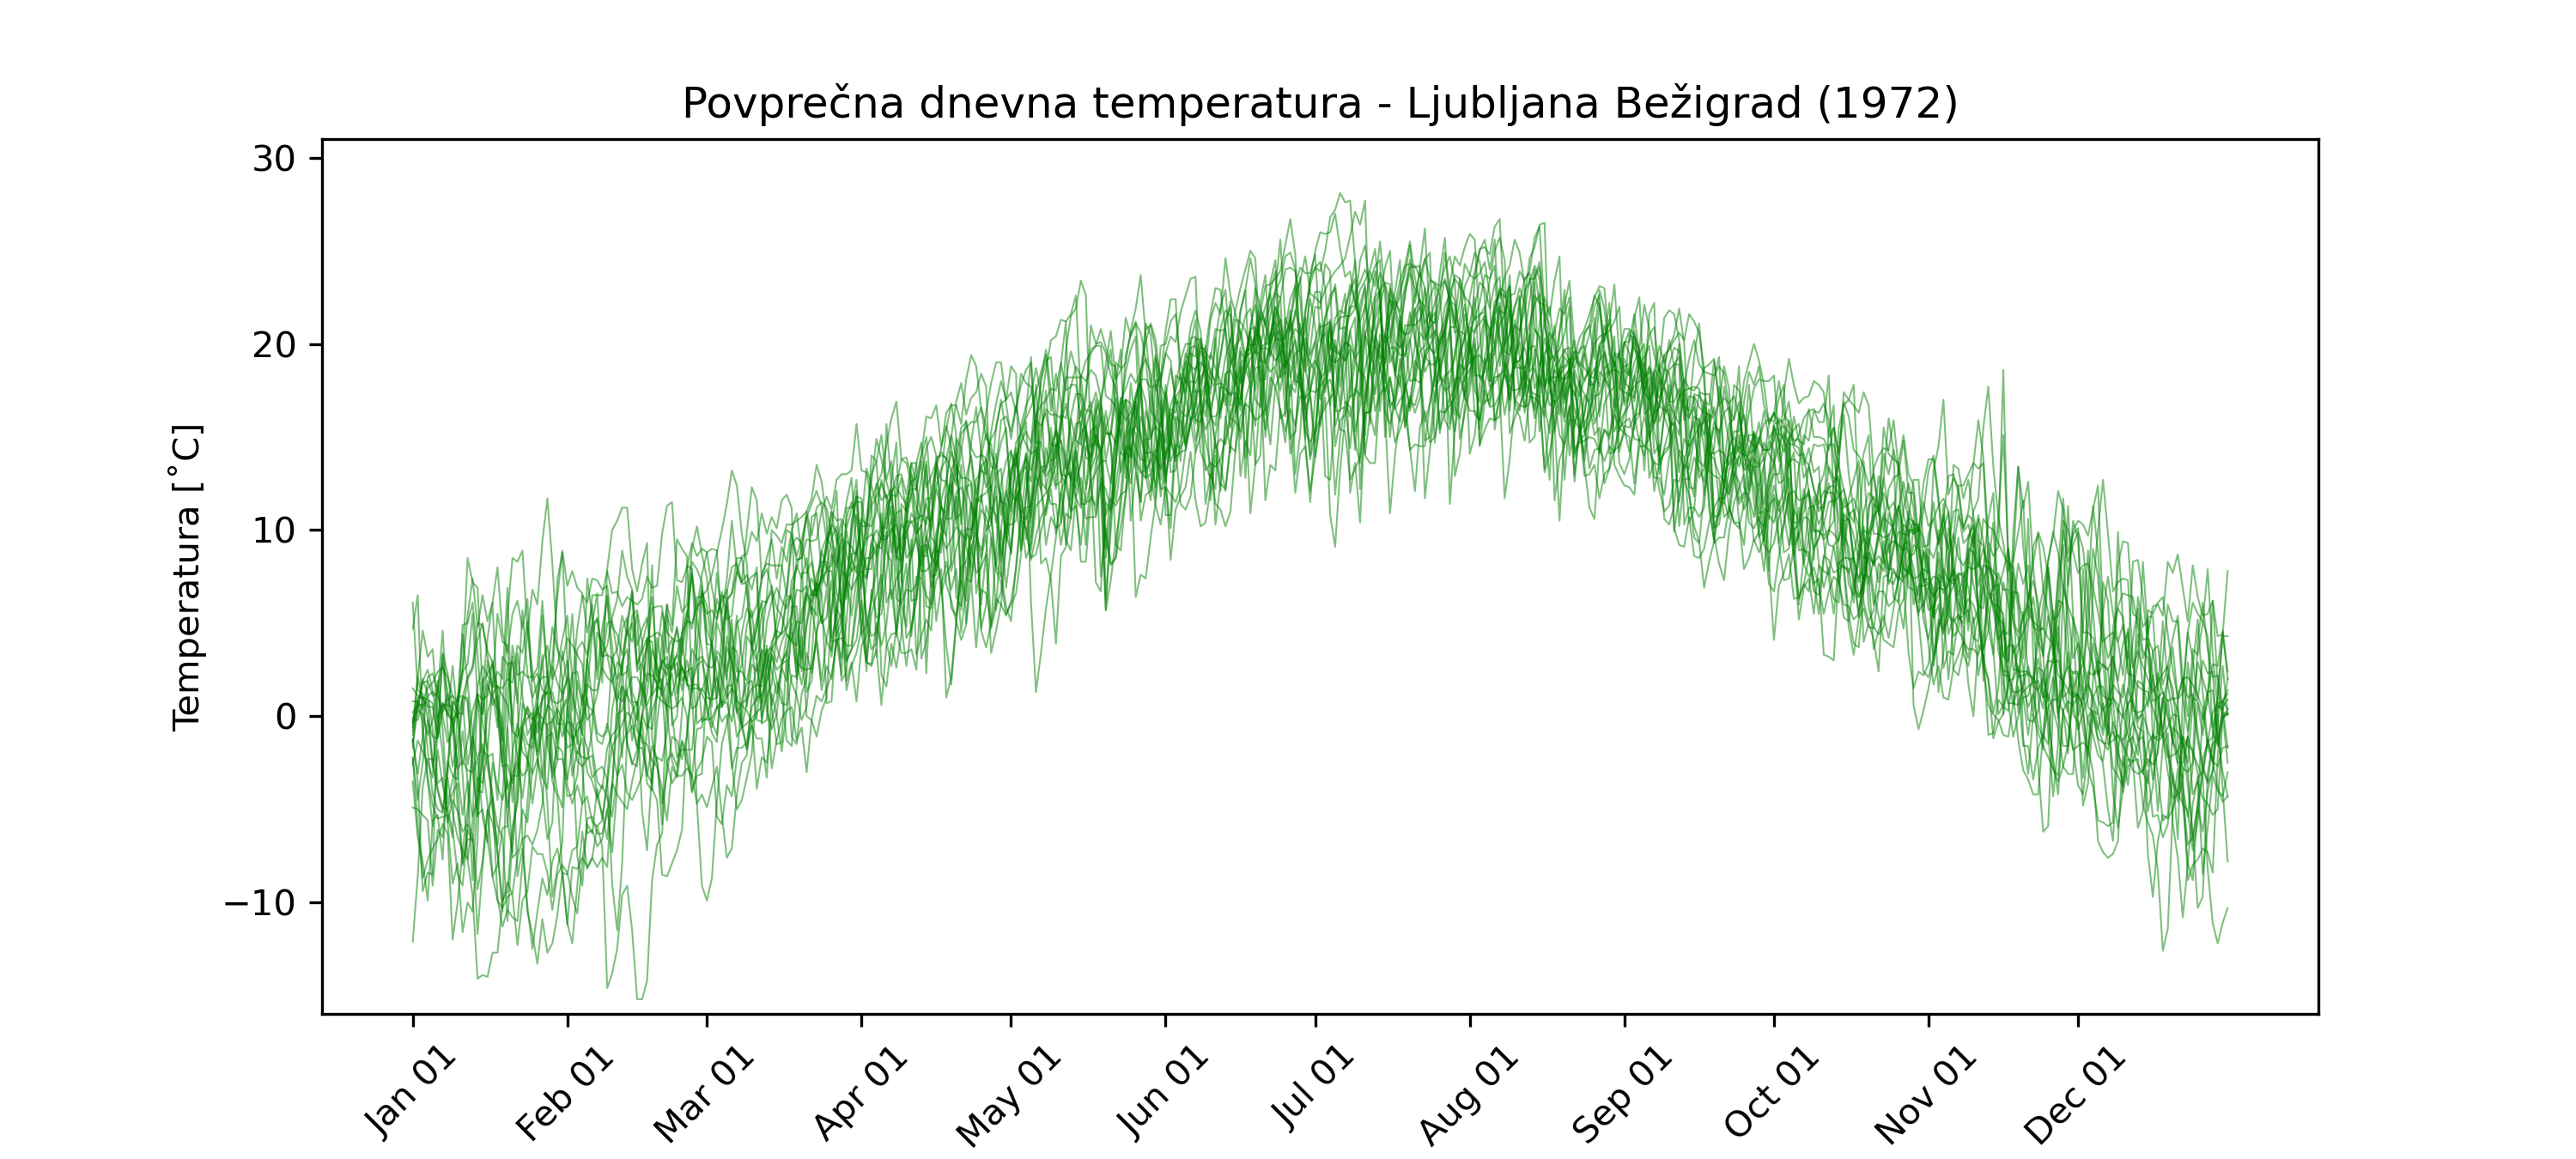 Povprečna dnevna temperatura - Ljubljana Bežigrad (1972)
30
20
10
0
−10
Temperatura [˚C]
Jan 01
Feb 01
Mar 01
Apr 01
May 01
Jun 01
Jul 01
Aug 01
Sep 01
Oct 01
Nov 01
Dec 01